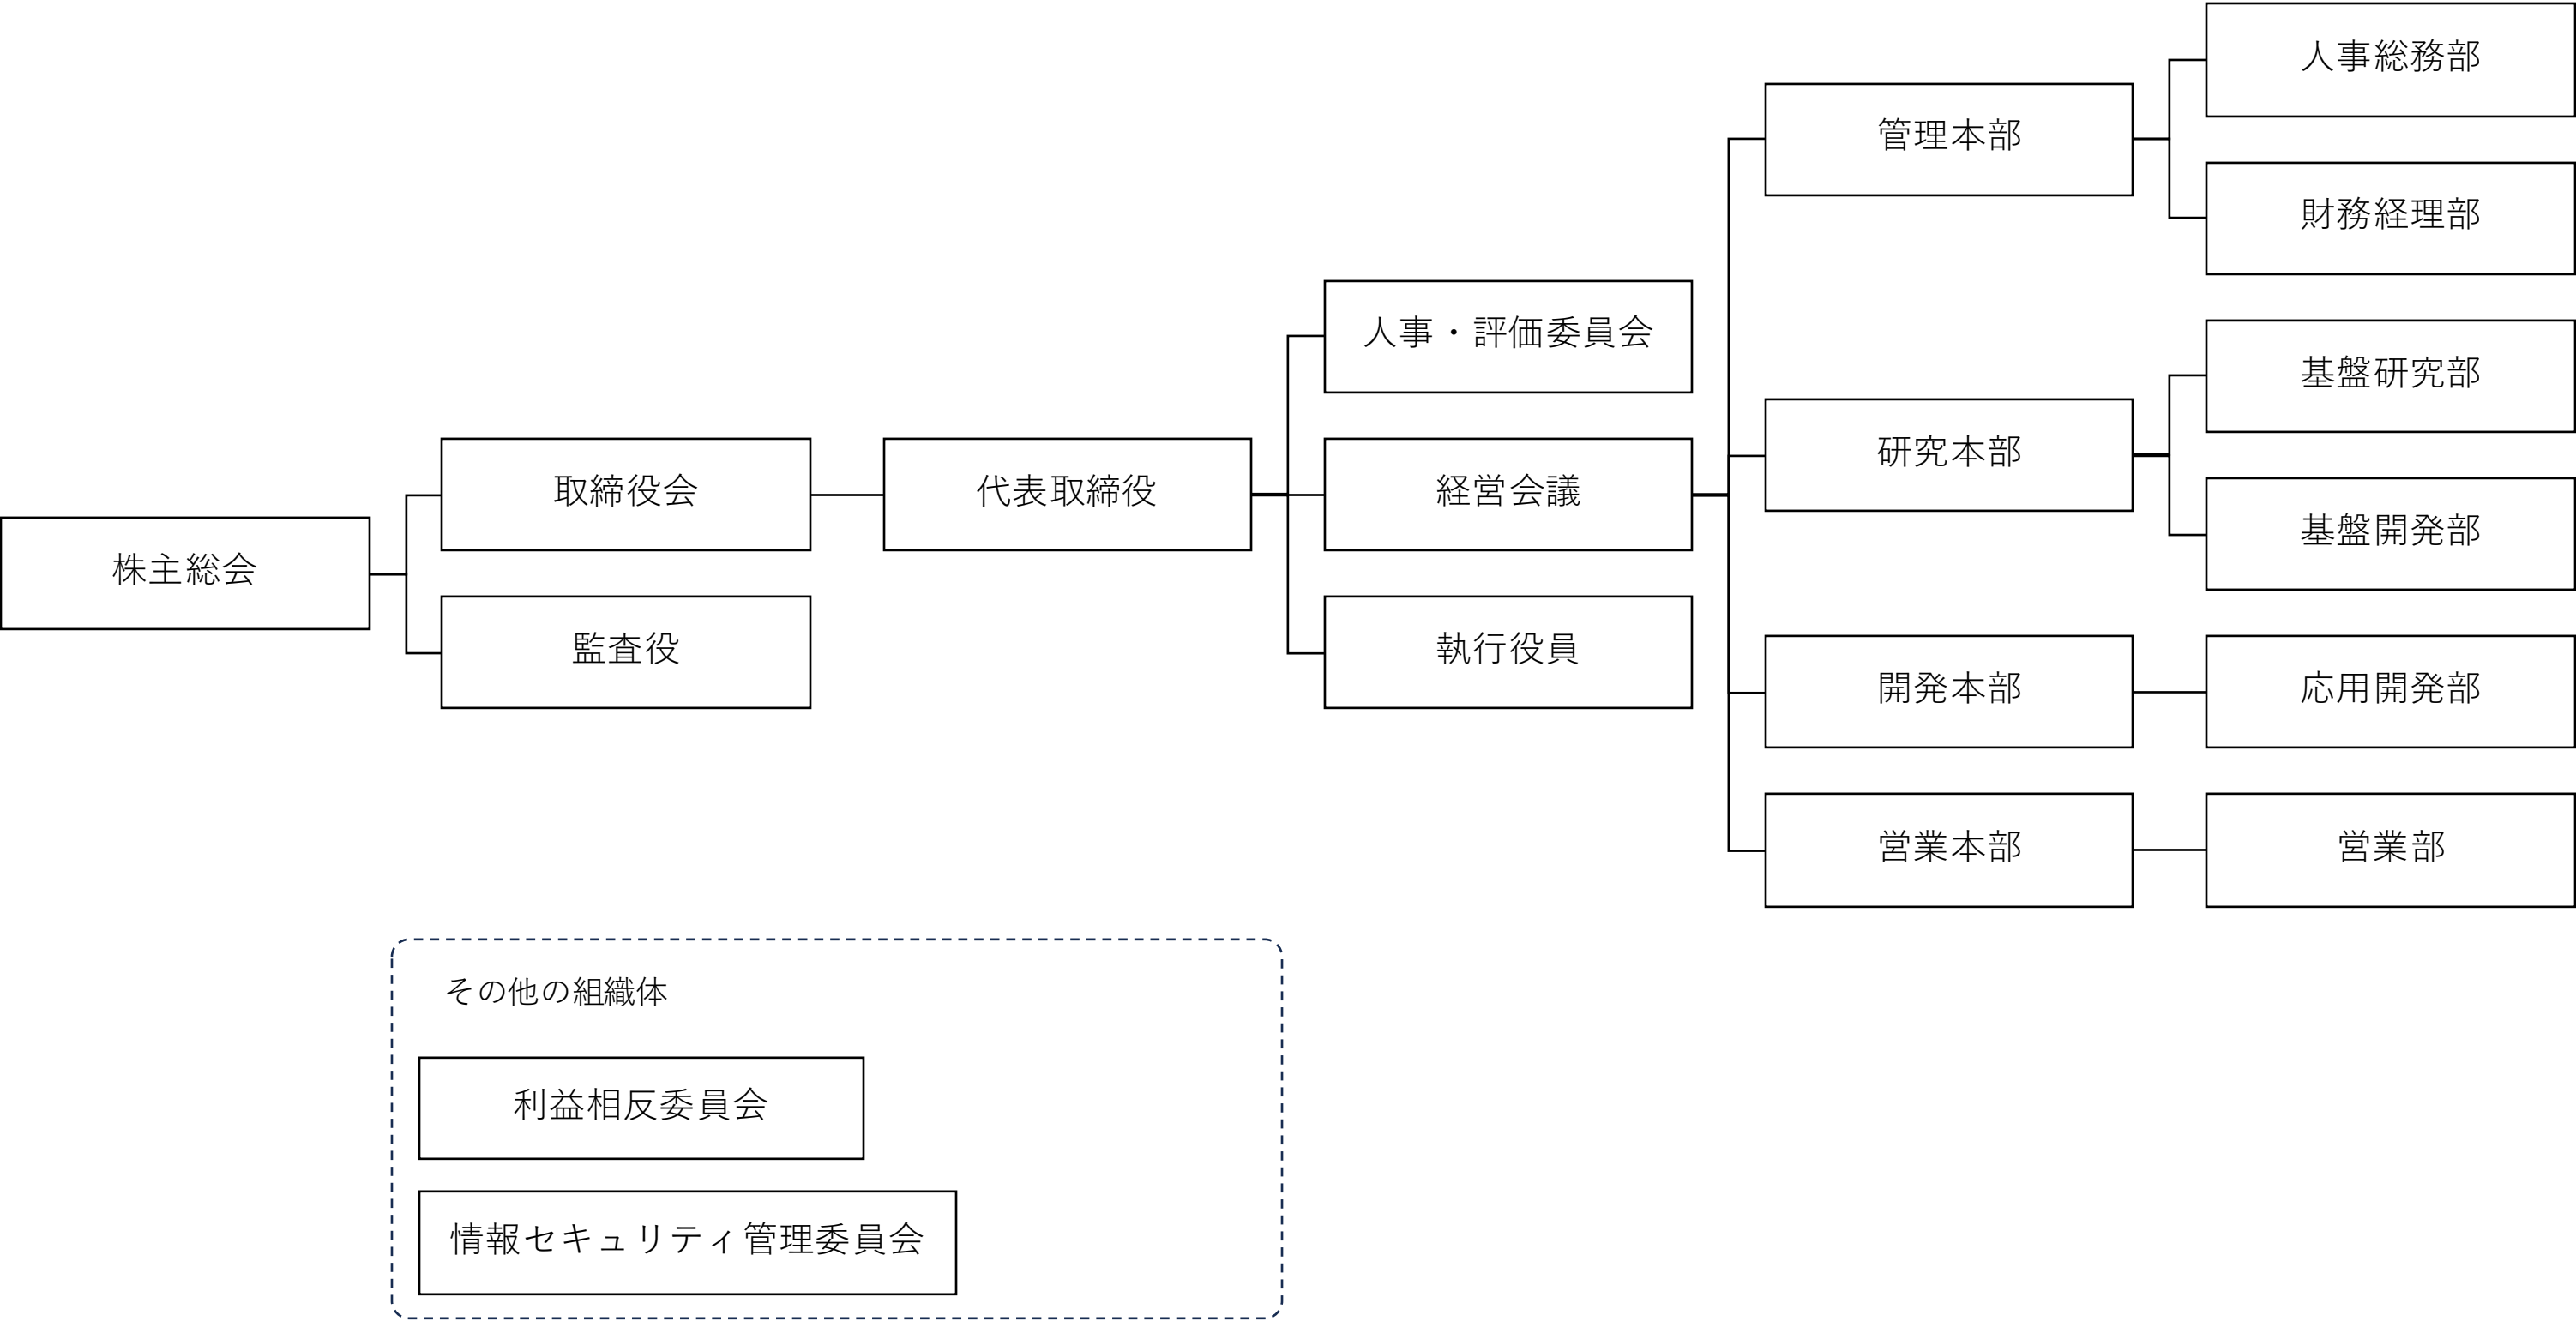 株主総会
取締役会
監査役
代表取締役
人事・評価委員会
経営会議
執行役員
管理本部
人事総務部
財務経理部
研究本部
基盤研究部
基盤開発部
開発本部
応用開発部
営業本部
営業部
その他の組織体
利益相反委員会
情報セキュリティ管理委員会